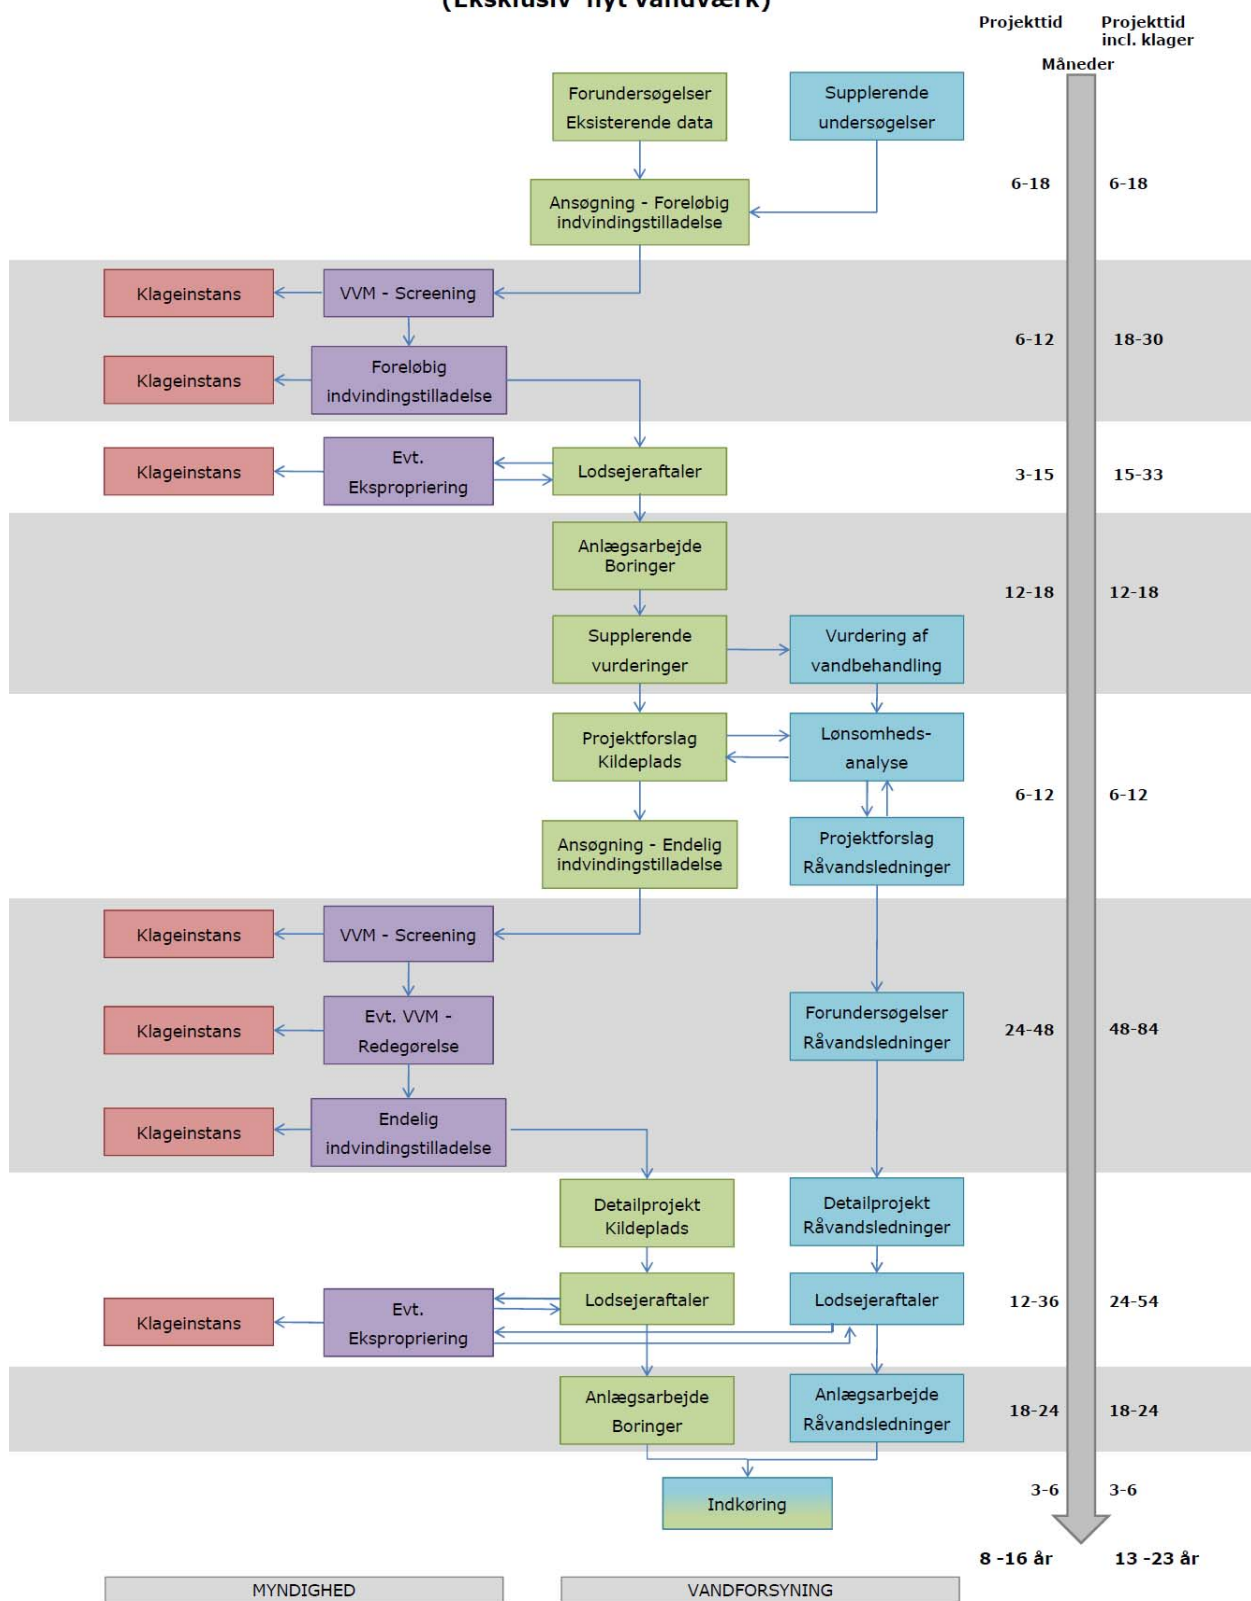 (Eksklusiv nyt vandværk)
Projekttid
Projekttid
incl. klager
Måneder
Forundersøgelser
Eksisterende data
Supplerende
undersøgelser
Ansøgning - Foreløbig
indvindingstilladelse
6-18
6-18
Klageinstans
VVM - Screening
Klageinstans
Foreløbig
indvindingstilladelse
6-12
18-30
Klageinstans
Evt.
Ekspropriering
Lodsejeraftaler
3-15
15-33
Anlægsarbejde
Boringer
Supplerende
vurderinger
Vurdering af
vandbehandling
12-18
12-18
Projektforslag
Kildeplads
Lønsomheds-
analyse
Ansøgning - Endelig
indvindingstilladelse
Projektforslag
Råvandsledninger
6-12
6-12
Klageinstans
VVM - Screening
Klageinstans
Evt. VVM -
Redegørelse
Forundersøgelser
Råvandsledninger
24-48
48-84
Klageinstans
Endelig
indvindingstilladelse
Detailprojekt
Kildeplads
Detailprojekt
Råvandsledninger
Klageinstans
Evt.
Ekspropriering
Lodsejeraftaler
Lodsejeraftaler
12-36
24-54
Anlægsarbejde
Boringer
Anlægsarbejde
Råvandsledninger
18-24
18-24
Indkøring
3-6
3-6
8 -16 år
13 -23 år
MYNDIGHED
VANDFORSYNING